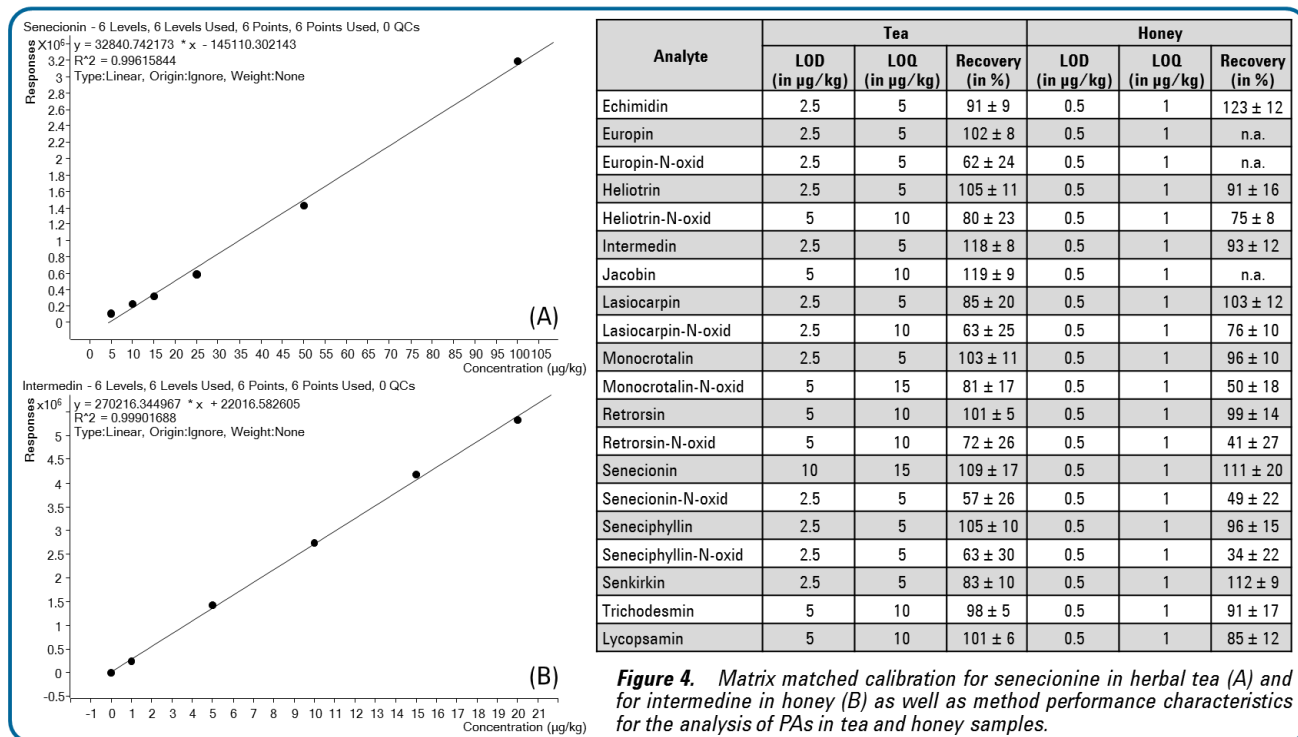 Senecionin - 6 Levels, 6 Levels Used, 6 Points, 6 Points Used, 0 QCs
x10⁶ y = 32840.742173 * x - 145110.302143
R^2 = 0.99615844
Type:Linear, Origin:Ignore, Weight:None
Responses
3.2
3
2.8
2.6
2.4
2.2
2
1.8
1.6
1.4
1.2
1
0.8
0.6
0.4
0.2
0
(A)
0 5 10 15 20 25 30 35 40 45 50 55 60 65 70 75 80 85 90 95 100 105
Concentration (µg/kg)
Intermedin - 6 Levels, 6 Levels Used, 6 Points, 6 Points Used, 0 QCs
x10⁶ y = 270216.344967 * x + 22016.582605
R^2 = 0.99901688
Type:Linear, Origin:Ignore, Weight:None
Responses
5
4.5
4
3.5
3
2.5
2
1.5
1
0.5
0
-0.5
(B)
-1 0 1 2 3 4 5 6 7 8 9 10 11 12 13 14 15 16 17 18 19 20 21
Concentration (µg/kg)
Analyte Tea Honey
LOD (in µg/kg) LOQ (in µg/kg) Recovery (in %) LOD (in µg/kg) LOQ (in µg/kg) Recovery (in %)
Echimidin 2.5 5 91 ± 9 0.5 1 123 ± 12
Europin 2.5 5 102 ± 8 0.5 1 n.a.
Europin-N-oxid 2.5 5 62 ± 24 0.5 1 n.a.
Heliotrin 2.5 5 105 ± 11 0.5 1 91 ± 16
Heliotrin-N-oxid 5 10 80 ± 23 0.5 1 75 ± 8
Intermedin 2.5 5 118 ± 8 0.5 1 93 ± 12
Jacobin 5 10 119 ± 9 0.5 1 n.a.
Lasiocarpin 2.5 5 85 ± 20 0.5 1 103 ± 12
Lasiocarpin-N-oxid 2.5 10 63 ± 25 0.5 1 76 ± 10
Monocrotalin 2.5 5 103 ± 11 0.5 1 96 ± 10
Monocrotalin-N-oxid 5 15 81 ± 17 0.5 1 50 ± 18
Retrorsin 5 10 101 ± 5 0.5 1 99 ± 14
Retrorsin-N-oxid 5 10 72 ± 26 0.5 1 41 ± 27
Senecionin 10 15 109 ± 17 0.5 1 111 ± 20
Senecionin-N-oxid 2.5 5 57 ± 26 0.5 1 49 ± 22
Seneciphyllin 2.5 5 105 ± 10 0.5 1 96 ± 15
Seneciphyllin-N-oxid 2.5 5 63 ± 30 0.5 1 34 ± 22
Senkirkin 2.5 5 83 ± 10 0.5 1 112 ± 9
Trichodesmin 5 10 98 ± 5 0.5 1 91 ± 17
Lycopsamin 5 10 101 ± 6 0.5 1 85 ± 12
Figure 4. Matrix matched calibration for senecionine in herbal tea (A) and
for intermedine in honey (B) as well as method performance characteristics
for the analysis of PAs in tea and honey samples.